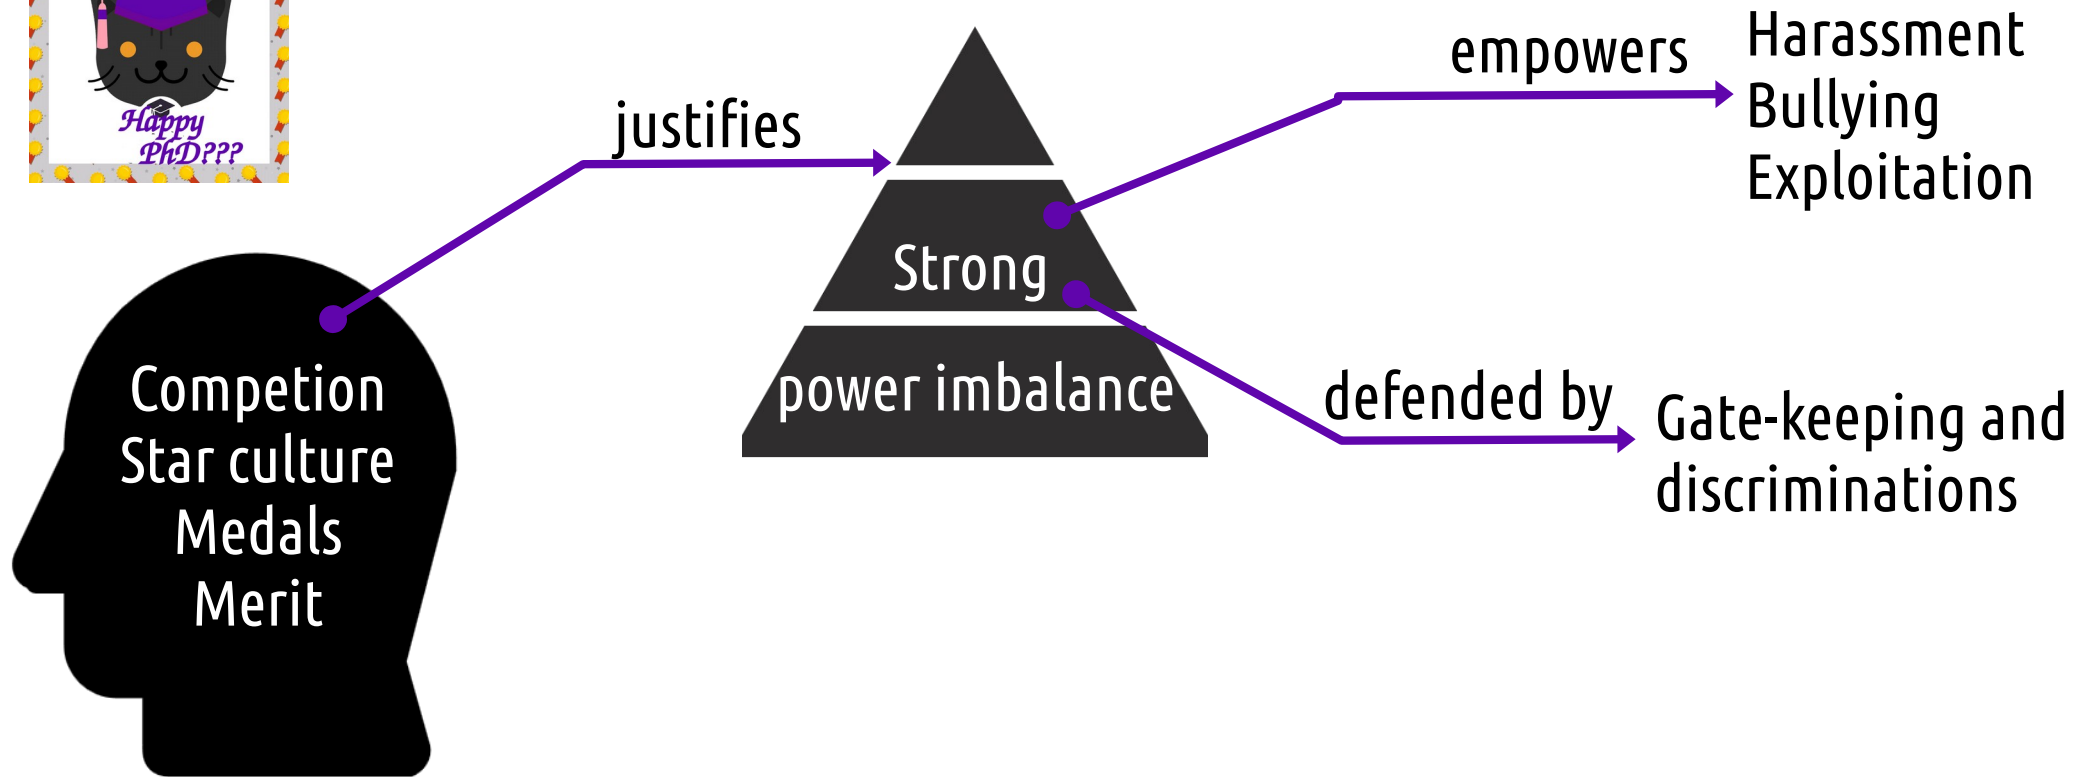 Happy
PhD???
justifies
empowers
Harassment
Bullying
Exploitation
Strong
power imbalance
Competion
Star culture
Medals
Merit
defended by
Gate-keeping and
discriminations